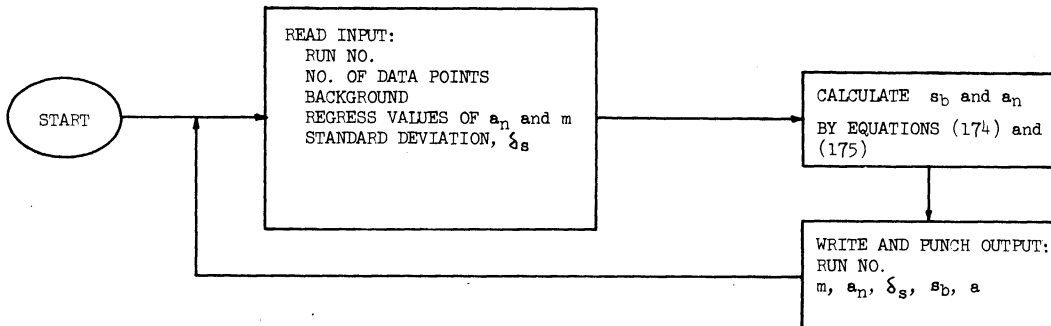 START
READ INPUT:
RUN NO.
NO. OF DATA POINTS
BACKGROUND
REGRESS VALUES OF aₙ and m
STANDARD DEVIATION, δₛ
CALCULATE s_b and aₙ
BY EQUATIONS (174) and
(175)
WRITE AND PUNCH OUTPUT:
RUN NO.
m, aₙ, δₛ, s_b, a